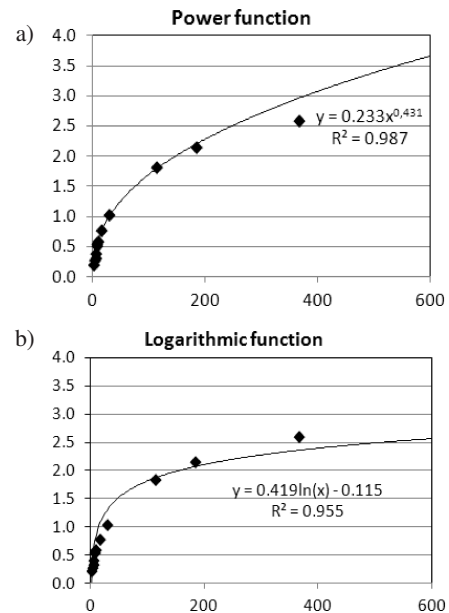 a)
Power function
4.0
3.5
3.0
2.5
2.0
1.5
1.0
0.5
0.0
y = 0.233x^0,431
R² = 0.987
0 200 400 600
b)
Logarithmic function
4.0
3.5
3.0
2.5
2.0
1.5
1.0
0.5
0.0
y = 0.419ln(x) - 0.115
R² = 0.955
0 200 400 600